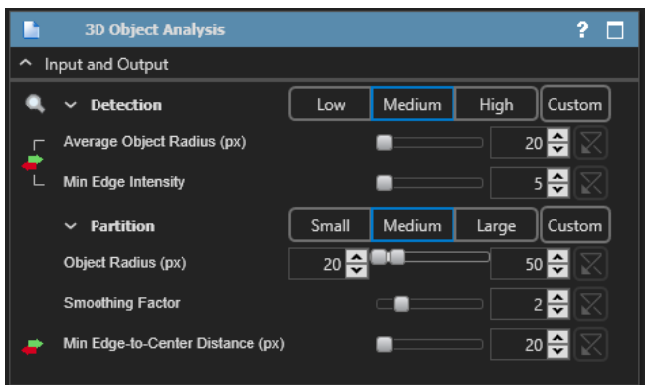 3D Object Analysis ?
Input and Output
Detection Low Medium High Custom
Average Object Radius (px) 20
Min Edge Intensity 5
Partition Small Medium Large Custom
Object Radius (px) 20 50
Smoothing Factor 2
Min Edge-to-Center Distance (px) 20